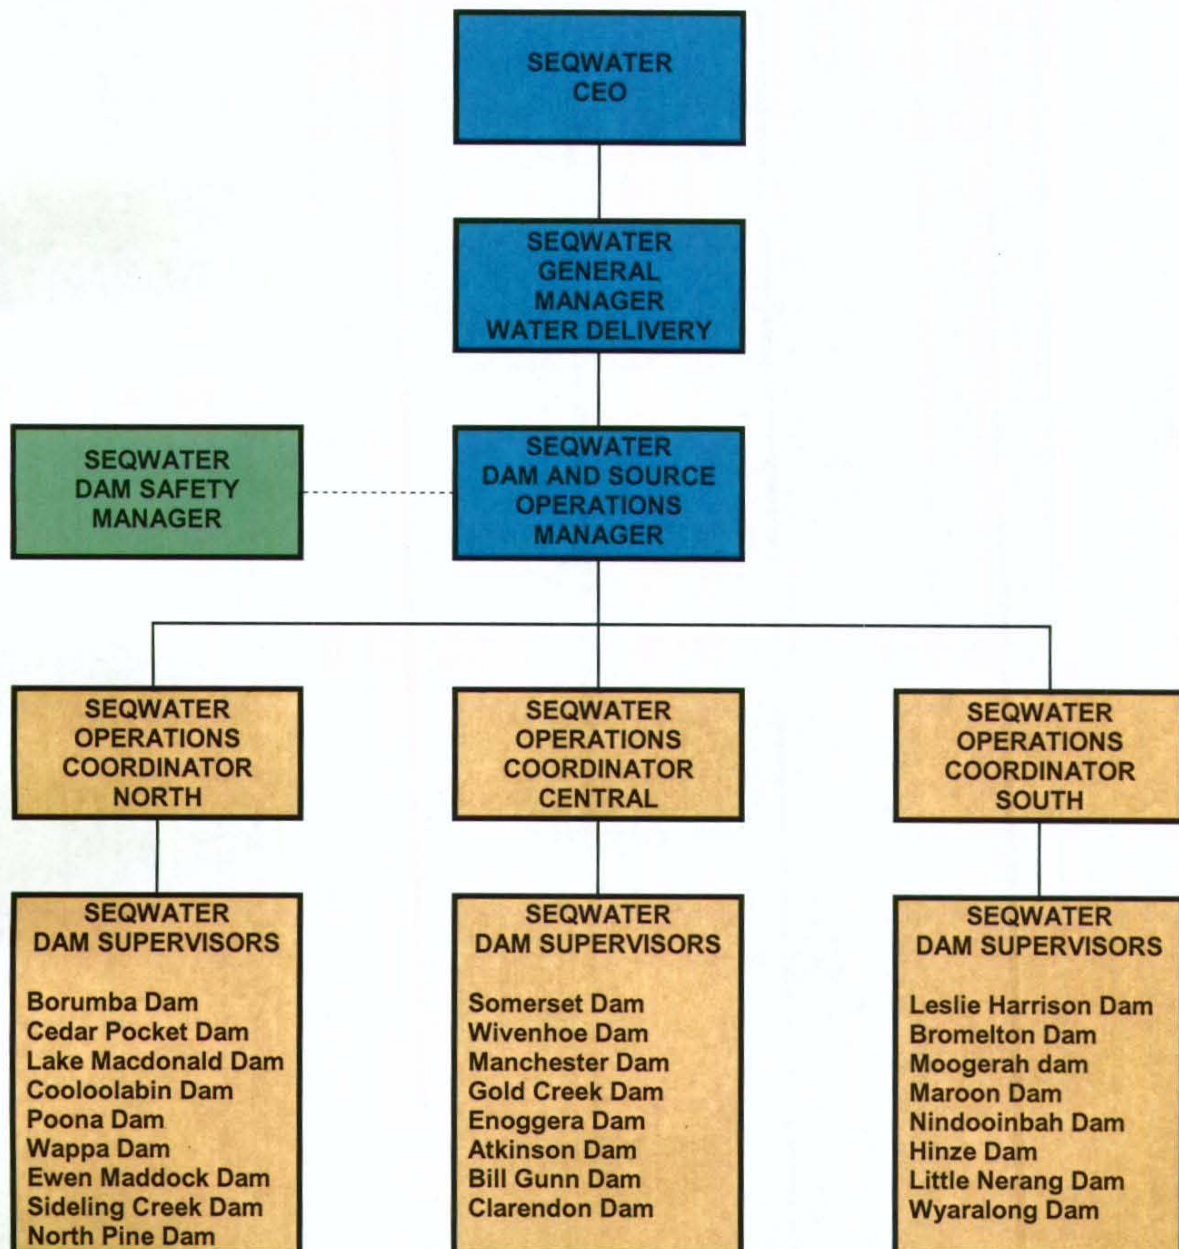 SEQWATER
CEO
SEQWATER
GENERAL
MANAGER
WATER DELIVERY
SEQWATER
DAM SAFETY
MANAGER
SEQWATER
DAM AND SOURCE
OPERATIONS
MANAGER
SEQWATER
OPERATIONS
COORDINATOR
NORTH
SEQWATER
OPERATIONS
COORDINATOR
CENTRAL
SEQWATER
OPERATIONS
COORDINATOR
SOUTH
SEQWATER
DAM SUPERVISORS
Borumba Dam
Cedar Pocket Dam
Lake Macdonald Dam
Cooloolabin Dam
Poona Dam
Wappa Dam
Ewen Maddock Dam
Sideling Creek Dam
North Pine Dam
SEQWATER
DAM SUPERVISORS
Somerset Dam
Wivenhoe Dam
Manchester Dam
Gold Creek Dam
Enoggera Dam
Atkinson Dam
Bill Gunn Dam
Clarendon Dam
SEQWATER
DAM SUPERVISORS
Leslie Harrison Dam
Bromelton Dam
Moogerah dam
Maroon Dam
Nindooinbah Dam
Hinze Dam
Little Nerang Dam
Wyaralong Dam